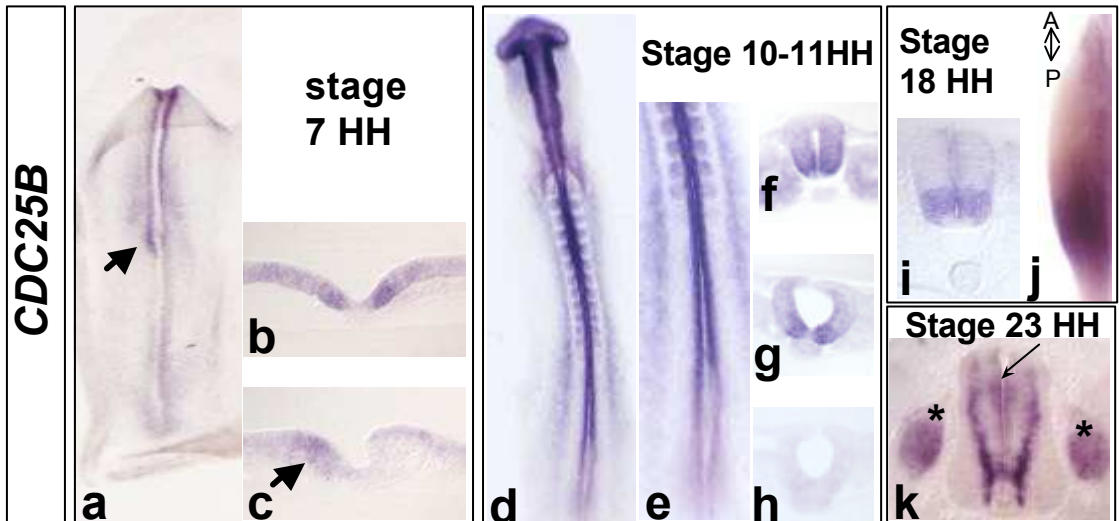 CDC25B
stage
7 HH
a
b
c
Stage 10-11HH
d
e
f
g
h
Stage
18 HH
A
P
i
j
Stage 23 HH
*
*
k